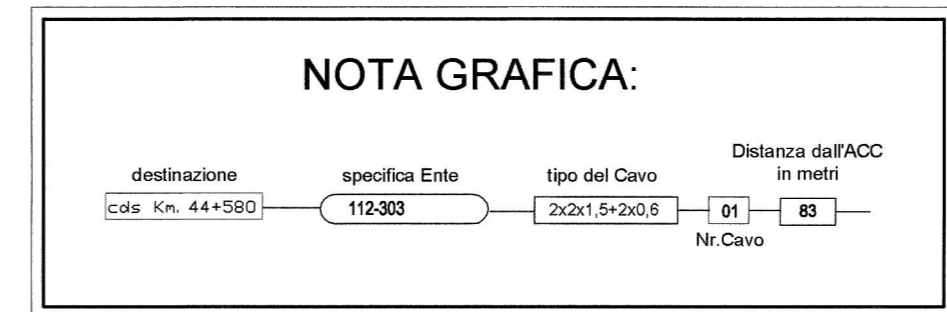 NOTA GRAFICA:
destinazione
specifica Ente
tipo del Cavo
Distanza dall'ACC
in metri
cds Km. 44+580
112-303
2x2x1,5+2x0,6
01
83
Nr.Cavo